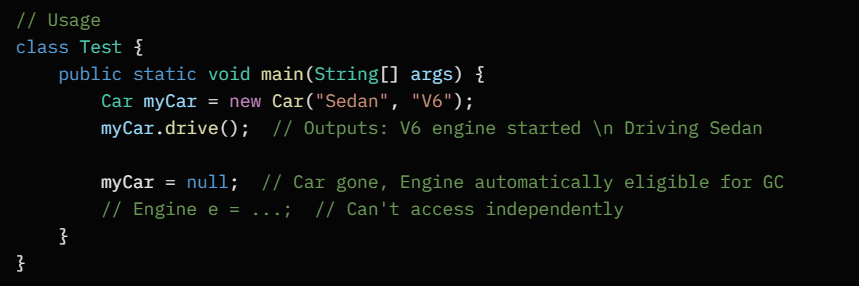 // Usage
class Test {
    public static void main(String[] args) {
        Car myCar = new Car("Sedan", "V6");
        myCar.drive();  // Outputs: V6 engine started \n Driving Sedan

        myCar = null;  // Car gone, Engine automatically eligible for GC
        // Engine e = ...;  // Can't access independently
    }
}